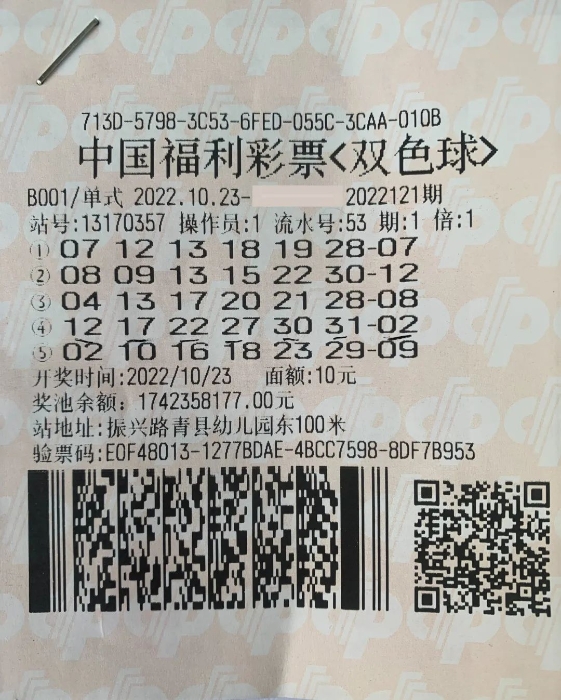 713D-5798-3C53-6FED-055C-3CAA-010B
中国福利彩票<双色球>
B001/单式 2022.10.23- 2022121期
站号:13170357 操作员:1 流水号:53 期:1 倍:1
① 07 12 13 18 19 28-07
② 08 09 13 15 22 30-12
③ 04 13 17 20 21 28-08
④ 12 17 22 27 30 31-02
⑤ 02 10 16 18 23 29-09
开奖时间:2022/10/23 面额:10元
奖池余额: 1742358177.00元
站地址:振兴路青县幼儿园东100米
验票码:E0F48013-1277BDAE-4BCC7598-8DF7B953